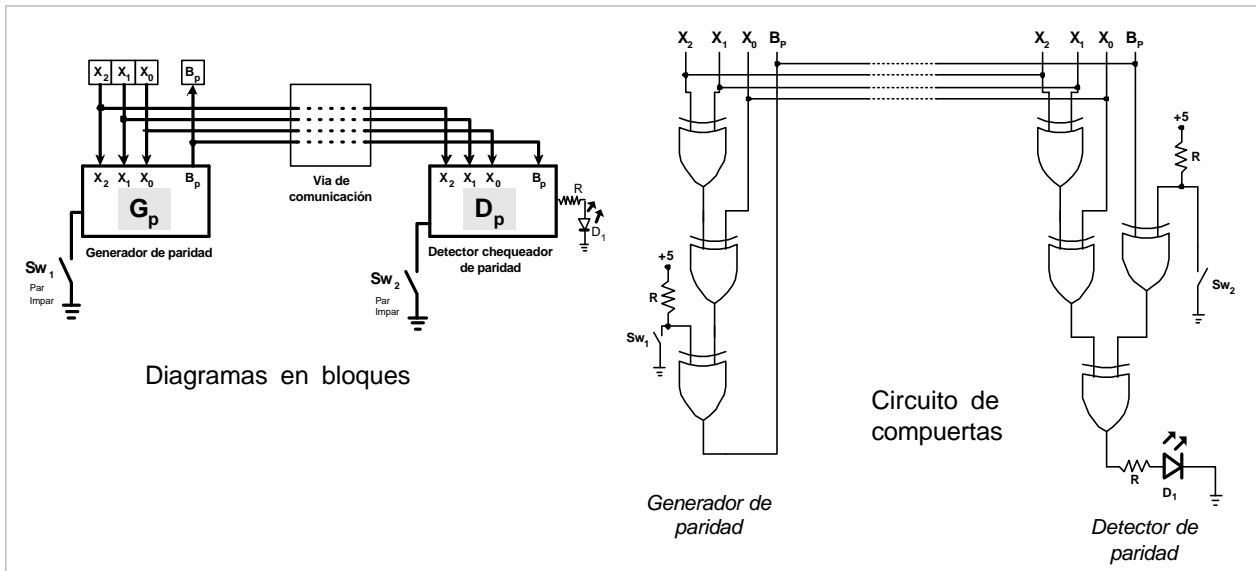 X2 X1 X0 Bp
X2 X1 X0 Bp
Gp
Generador de paridad
Sw1
Par
Impar
Via de
comunicación
X2 X1 X0 Bp
Dp
R
D1
Detector chequeador
de paridad
Sw2
Par
Impar
Diagramas en bloques
X2 X1 X0 BP
X2 X1 X0 BP
+5
R
Sw2
+5
R
Sw1
Circuito de
compuertas
R
D1
Generador de
paridad
Detector de
paridad